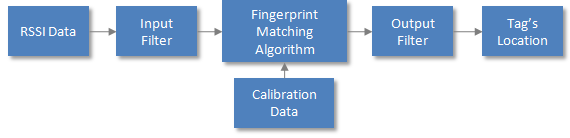 RSSI Data
Input
Filter
Fingerprint
Matching
Algorithm
Output
Filter
Tag's
Location
Calibration
Data